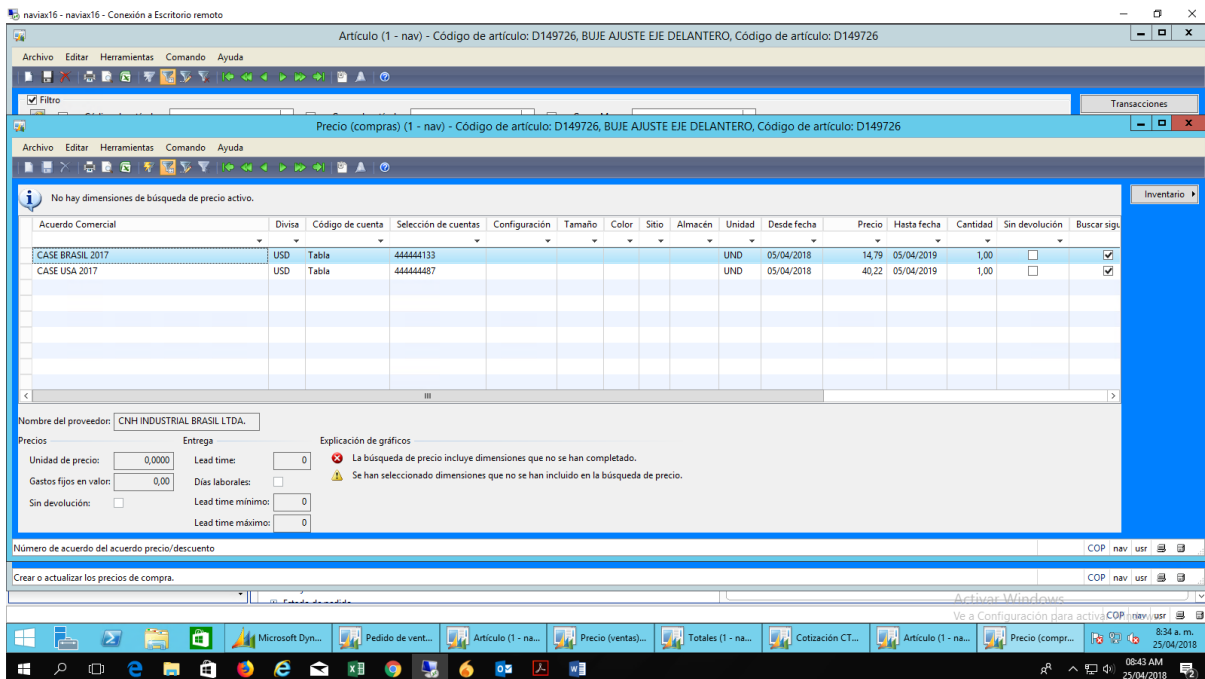 naviax16 - naviax16 - Conexión a Escritorio remoto
Artículo (1 - nav) - Código de artículo: D149726, BUJE AJUSTE EJE DELANTERO, Código de artículo: D149726
Archivo Editar Herramientas Comando Ayuda
Filtro
Transacciones
Precio (compras) (1 - nav) - Código de artículo: D149726, BUJE AJUSTE EJE DELANTERO, Código de artículo: D149726
Archivo Editar Herramientas Comando Ayuda
No hay dimensiones de búsqueda de precio activo.
Inventario
Acuerdo Comercial Divisa Código de cuenta Selección de cuentas Configuración Tamaño Color Sitio Almacén Unidad Desde fecha Precio Hasta fecha Cantidad Sin devolución Buscar sigu
CASE BRASIL 2017 USD Tabla 444444133 UND 05/04/2018 14,79 05/04/2019 1,00
CASE USA 2017 USD Tabla 444444487 UND 05/04/2018 40,22 05/04/2019 1,00
Nombre del proveedor: CNH INDUSTRIAL BRASIL LTDA.
Precios Entrega Explicación de gráficos
Unidad de precio: 0,0000 Lead time: 0 La búsqueda de precio incluye dimensiones que no se han completado.
Gastos fijos en valor: 0,00 Días laborales: Se han seleccionado dimensiones que no se han incluido en la búsqueda de precio.
Sin devolución: Lead time mínimo: 0
Lead time máximo: 0
Número de acuerdo del acuerdo precio/descuento COP nav usr
Crear o actualizar los precios de compra. COP nav usr
Activar Windows
Ve a Configuración para activar COP nav usr
Microsoft Dyn... Pedido de vent... Artículo (1 - na... Precio (ventas)... Totales (1 - na... Cotización CT... Artículo (1 - na... Precio (compr... 8:34 a. m.
25/04/2018
08:43 AM
25/04/2018